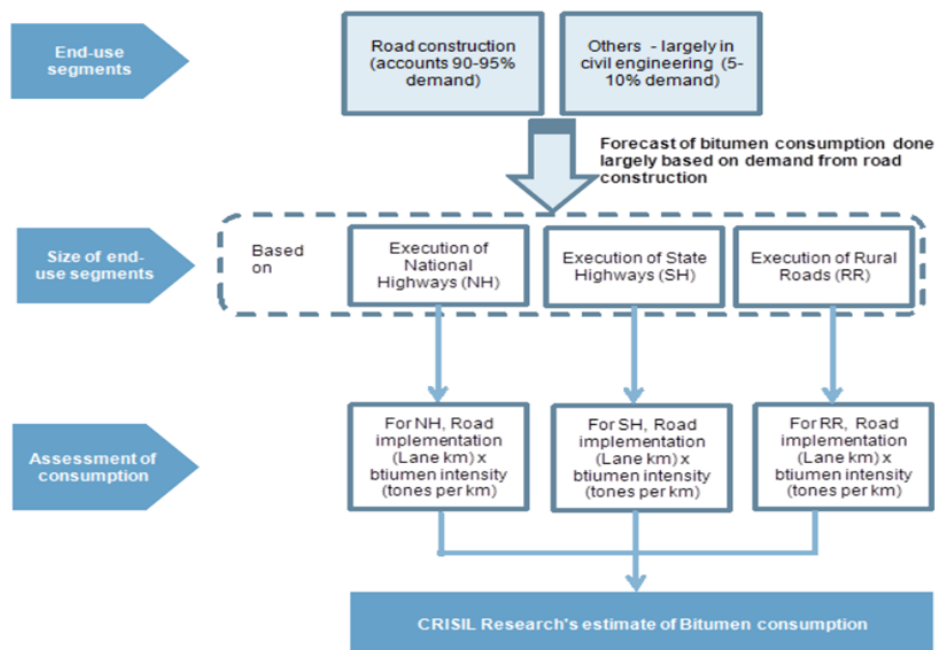 End-use
segments
Road construction
(accounts 90-95%
demand)
Others - largely in
civil engineering (5-
10% demand)
Forecast of bitumen consumption done
largely based on demand from road
construction
Size of end-
use segments
Based
on
Execution of
National
Highways (NH)
Execution of State
Highways (SH)
Execution of Rural
Roads (RR)
Assessment of
consumption
For NH, Road
implementation
(Lane km) x
btiumen intensity
(tones per km)
For SH, Road
implementation
(Lane km) x
btiumen intensity
(tones per km)
For RR, Road
implementation
(Lane km) x
btiumen intensity
(tones per km)
CRISIL Research's estimate of Bitumen consumption